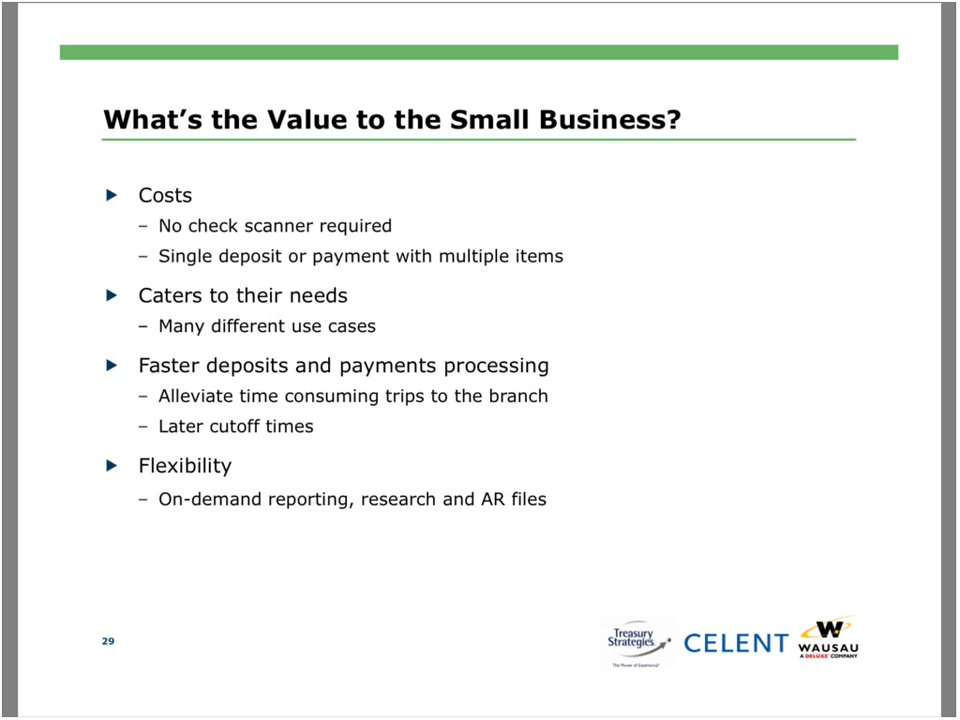 What's the Value to the Small Business?
Costs
– No check scanner required
– Single deposit or payment with multiple items
Caters to their needs
– Many different use cases
Faster deposits and payments processing
– Alleviate time consuming trips to the branch
– Later cutoff times
Flexibility
– On-demand reporting, research and AR files
29
Treasury
Strategies
The Power of Experience®
CELENT
W
WAUSAU
A DELUXE COMPANY